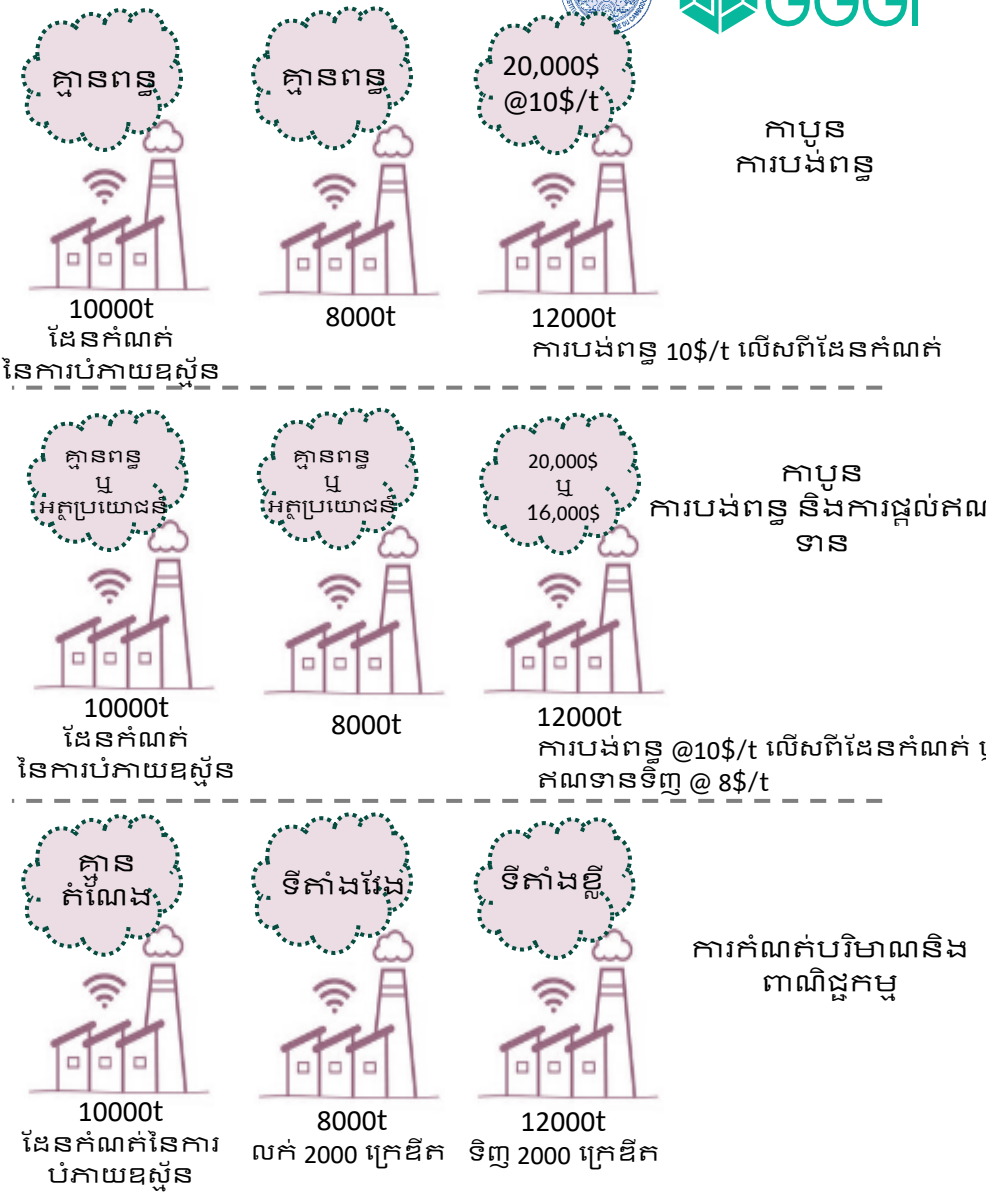 GGGI
គ្មានពន្ធ
គ្មានពន្ធ
20,000$
@10$/t
កាបូន
ការបង់ពន្ធ
10000t
ដែនកំណត់
នៃការបំភាយឧស្ម័ន
8000t
12000t
ការបង់ពន្ធ 10$/t លើសពីដែនកំណត់
គ្មានពន្ធ
ឬ
អត្ថប្រយោជន៍
គ្មានពន្ធ
ឬ
អត្ថប្រយោជន៍
20,000$
ឬ
16,000$
កាបូន
ការបង់ពន្ធ និងការផ្តល់ឥណ
ទាន
10000t
ដែនកំណត់
នៃការបំភាយឧស្ម័ន
8000t
12000t
ការបង់ពន្ធ @10$/t លើសពីដែនកំណត់ ឬ
ឥណទានទិញ @ 8$/t
គ្មាន
តំណែង
ទីតាំងវែង
ទីតាំងខ្លី
ការកំណត់បរិមាណនិង
ពាណិជ្ជកម្ម
10000t
ដែនកំណត់នៃការ
បំភាយឧស្ម័ន
8000t
លក់ 2000 ក្រេឌីត
12000t
ទិញ 2000 ក្រេឌីត